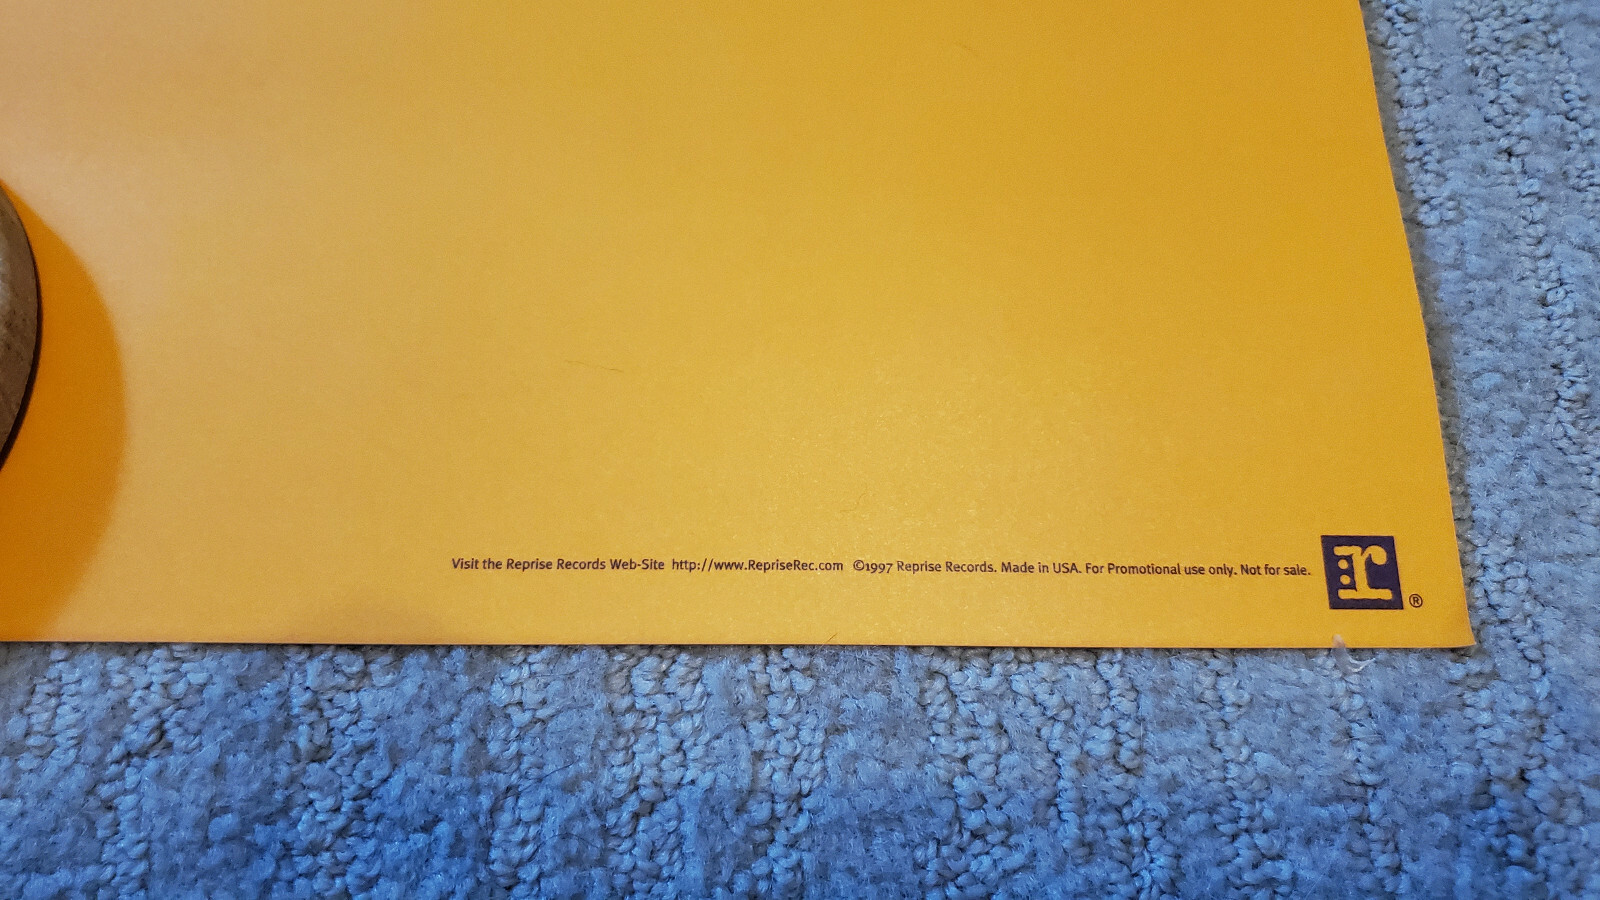 Visit the Reprise Records Web-Site http://www.RepriseRec.com ©1997 Reprise Records. Made in USA. For Promotional use only. Not for sale.
:r ®